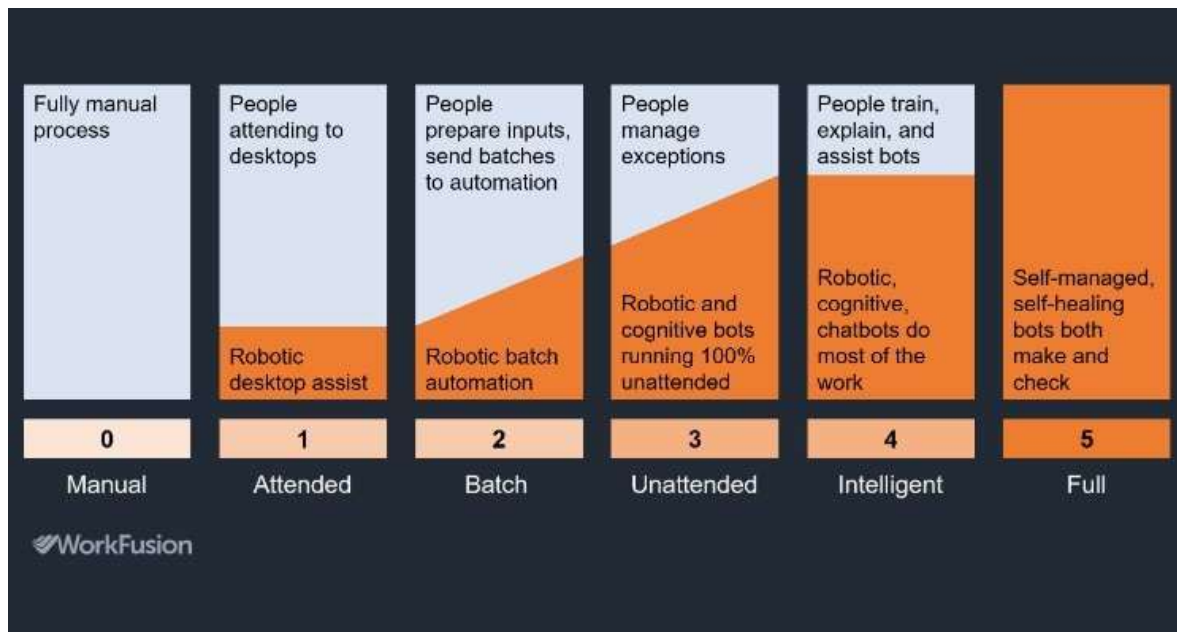 Fully manual
process
People
attending to
desktops
Robotic
desktop assist
People
prepare inputs,
send batches
to automation
Robotic batch
automation
People
manage
exceptions
Robotic and
cognitive bots
running 100%
unattended
People train,
explain, and
assist bots
Robotic,
cognitive,
chatbots do
most of the
work
Self-managed,
self-healing
bots both
make and
check
0
1
2
3
4
5
Manual
Attended
Batch
Unattended
Intelligent
Full
WorkFusion